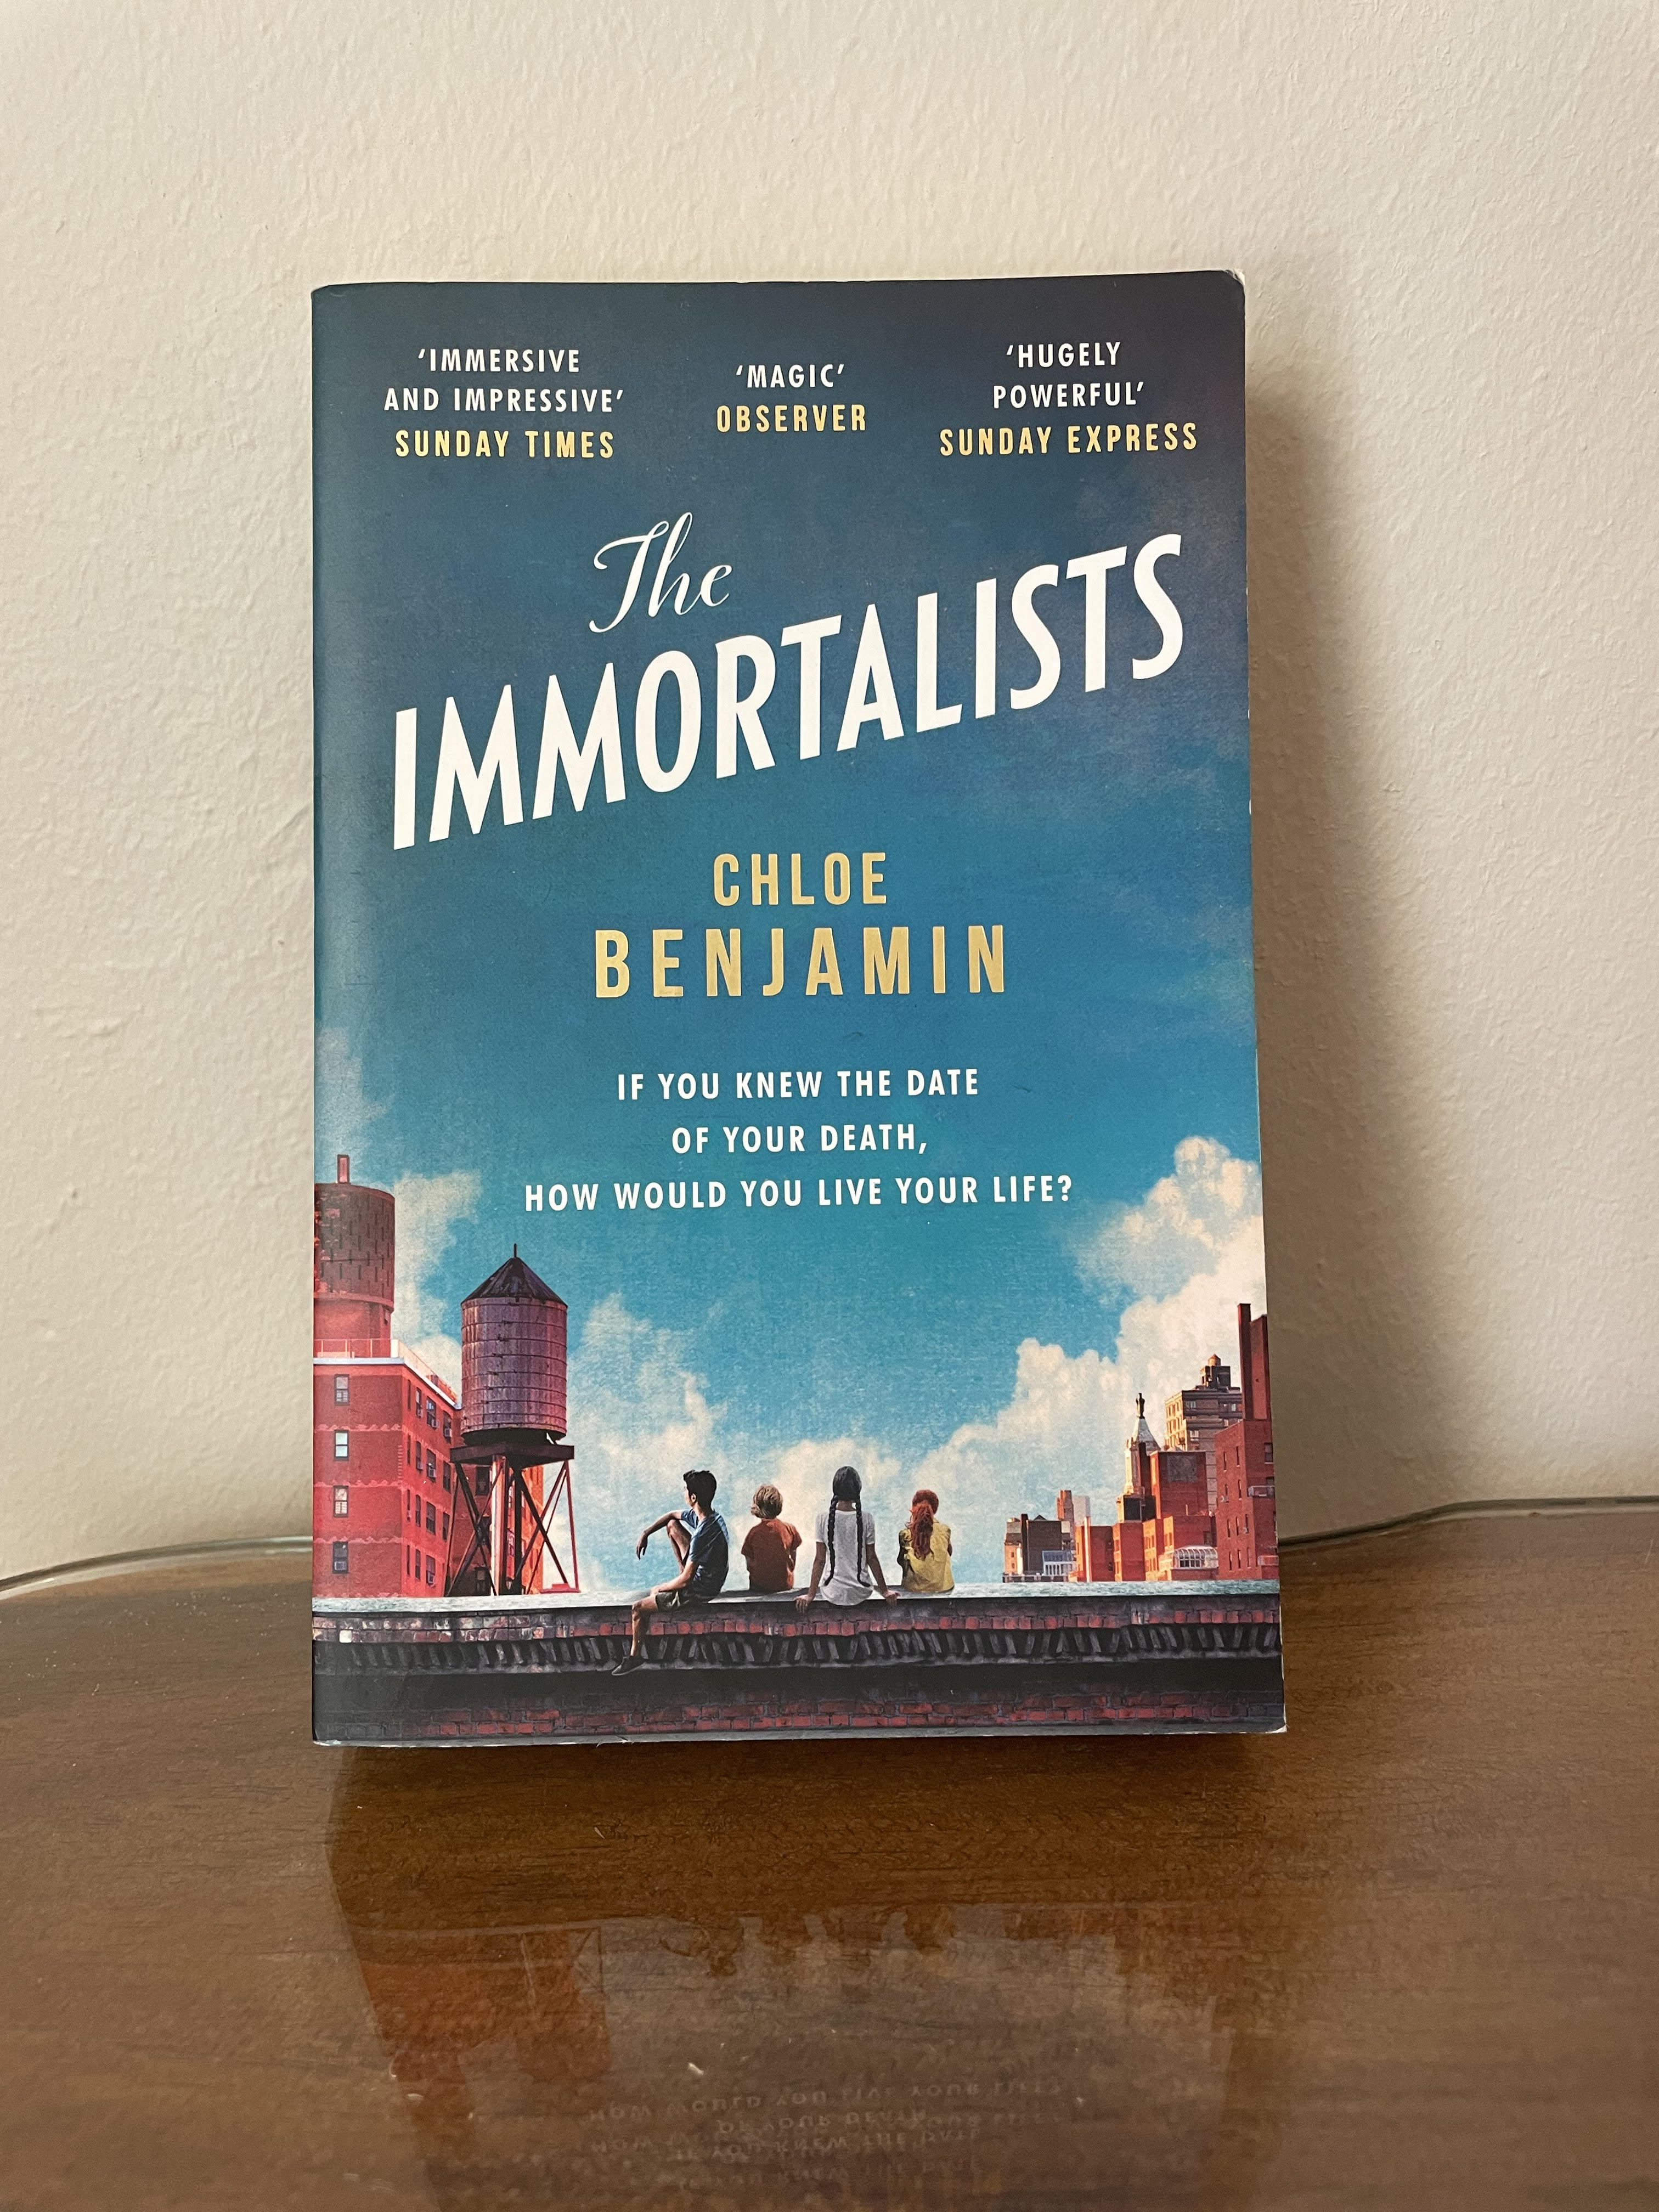 ‘IMMERSIVE
AND IMPRESSIVE’
SUNDAY TIMES
‘MAGIC’
OBSERVER
‘HUGELY
POWERFUL’
SUNDAY EXPRESS
The
IMMORTALISTS
CHLOE
BENJAMIN
IF YOU KNEW THE DATE
OF YOUR DEATH,
HOW WOULD YOU LIVE YOUR LIFE?